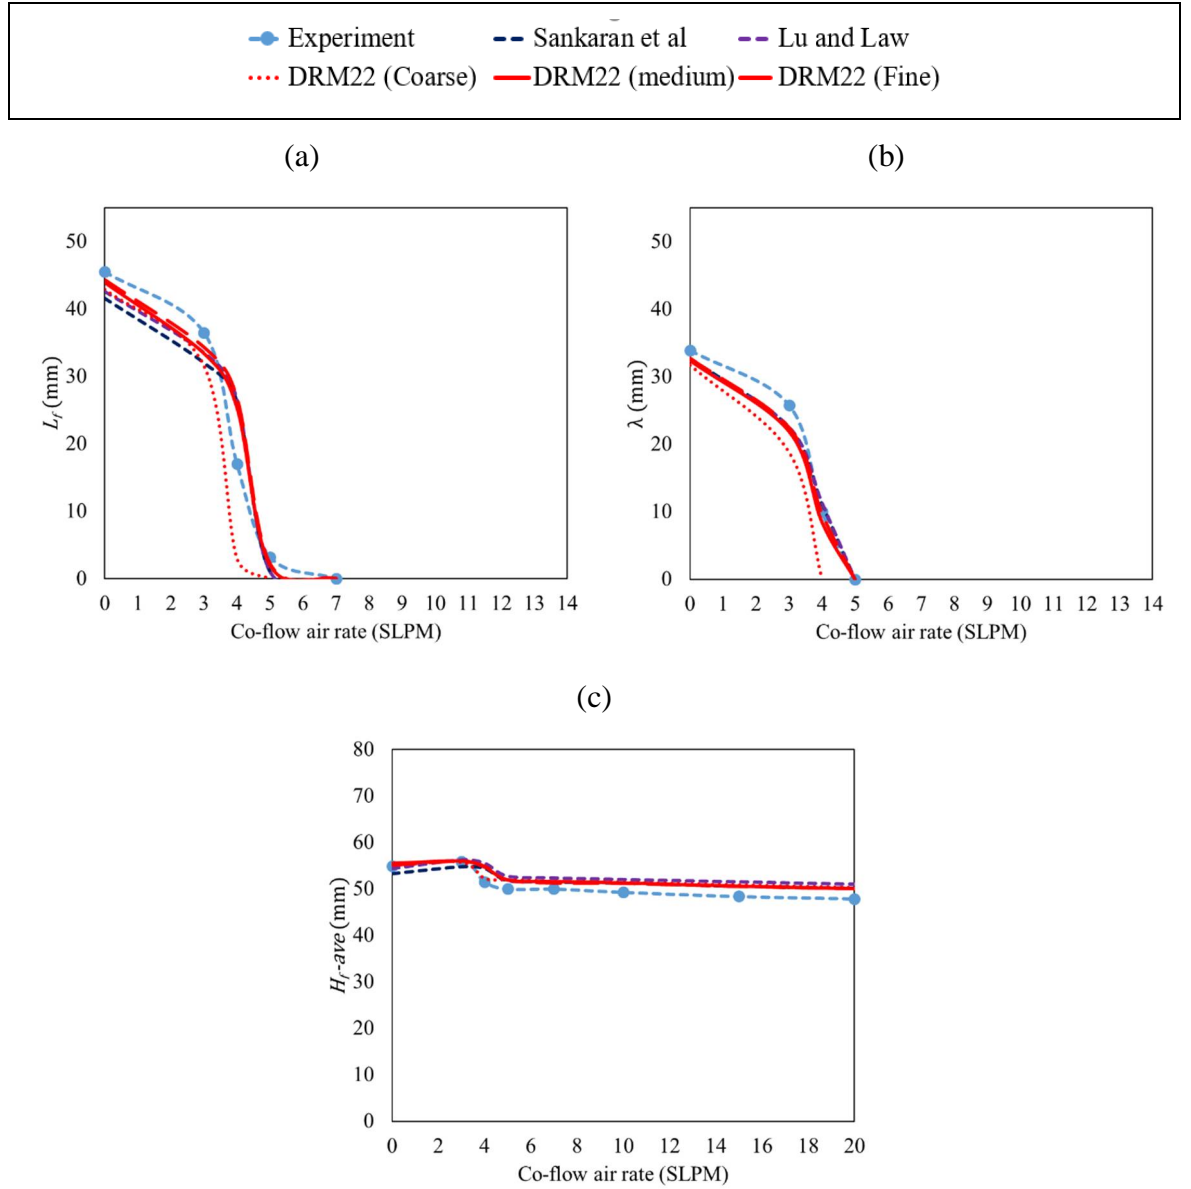 Experiment Sankaran et al Lu and Law
DRM22 (Coarse) DRM22 (medium) DRM22 (Fine)
(a) (b)
50
40
30
20
10
0
L_f (mm)
0 1 2 3 4 5 6 7 8 9 10 11 12 13 14
Co-flow air rate (SLPM)
50
40
30
20
10
0
λ (mm)
0 1 2 3 4 5 6 7 8 9 10 11 12 13 14
Co-flow air rate (SLPM)
(c)
80
70
60
50
40
30
20
10
0
H_f-ave (mm)
0 2 4 6 8 10 12 14 16 18 20
Co-flow air rate (SLPM)